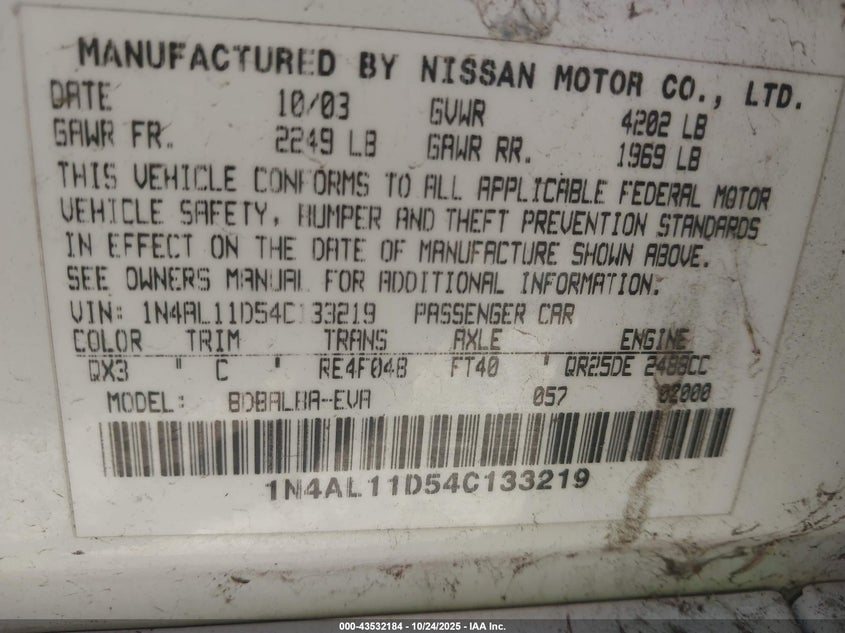 MANUFACTURED BY NISSAN MOTOR CO., LTD.
DATE 10/03 GVWR 4202 LB
GAWR FR. 2249 LB GAWR RR. 1969 LB
THIS VEHICLE CONFORMS TO ALL APPLICABLE FEDERAL MOTOR
VEHICLE SAFETY, BUMPER AND THEFT PREVENTION STANDARDS
IN EFFECT ON THE DATE OF MANUFACTURE SHOWN ABOVE.
SEE OWNERS MANUAL FOR ADDITIONAL INFORMATION.
VIN: 1N4AL11D54C133219 PASSENGER CAR
COLOR TRIM TRANS AXLE ENGINE
QX3 " C ' RE4F04B FT40 ' QR25DE 2488CC
MODEL: BDBALBA-EVA 057 02000
1N4AL11D54C133219
000-43532184 - 10/24/2025 - IAA Inc.